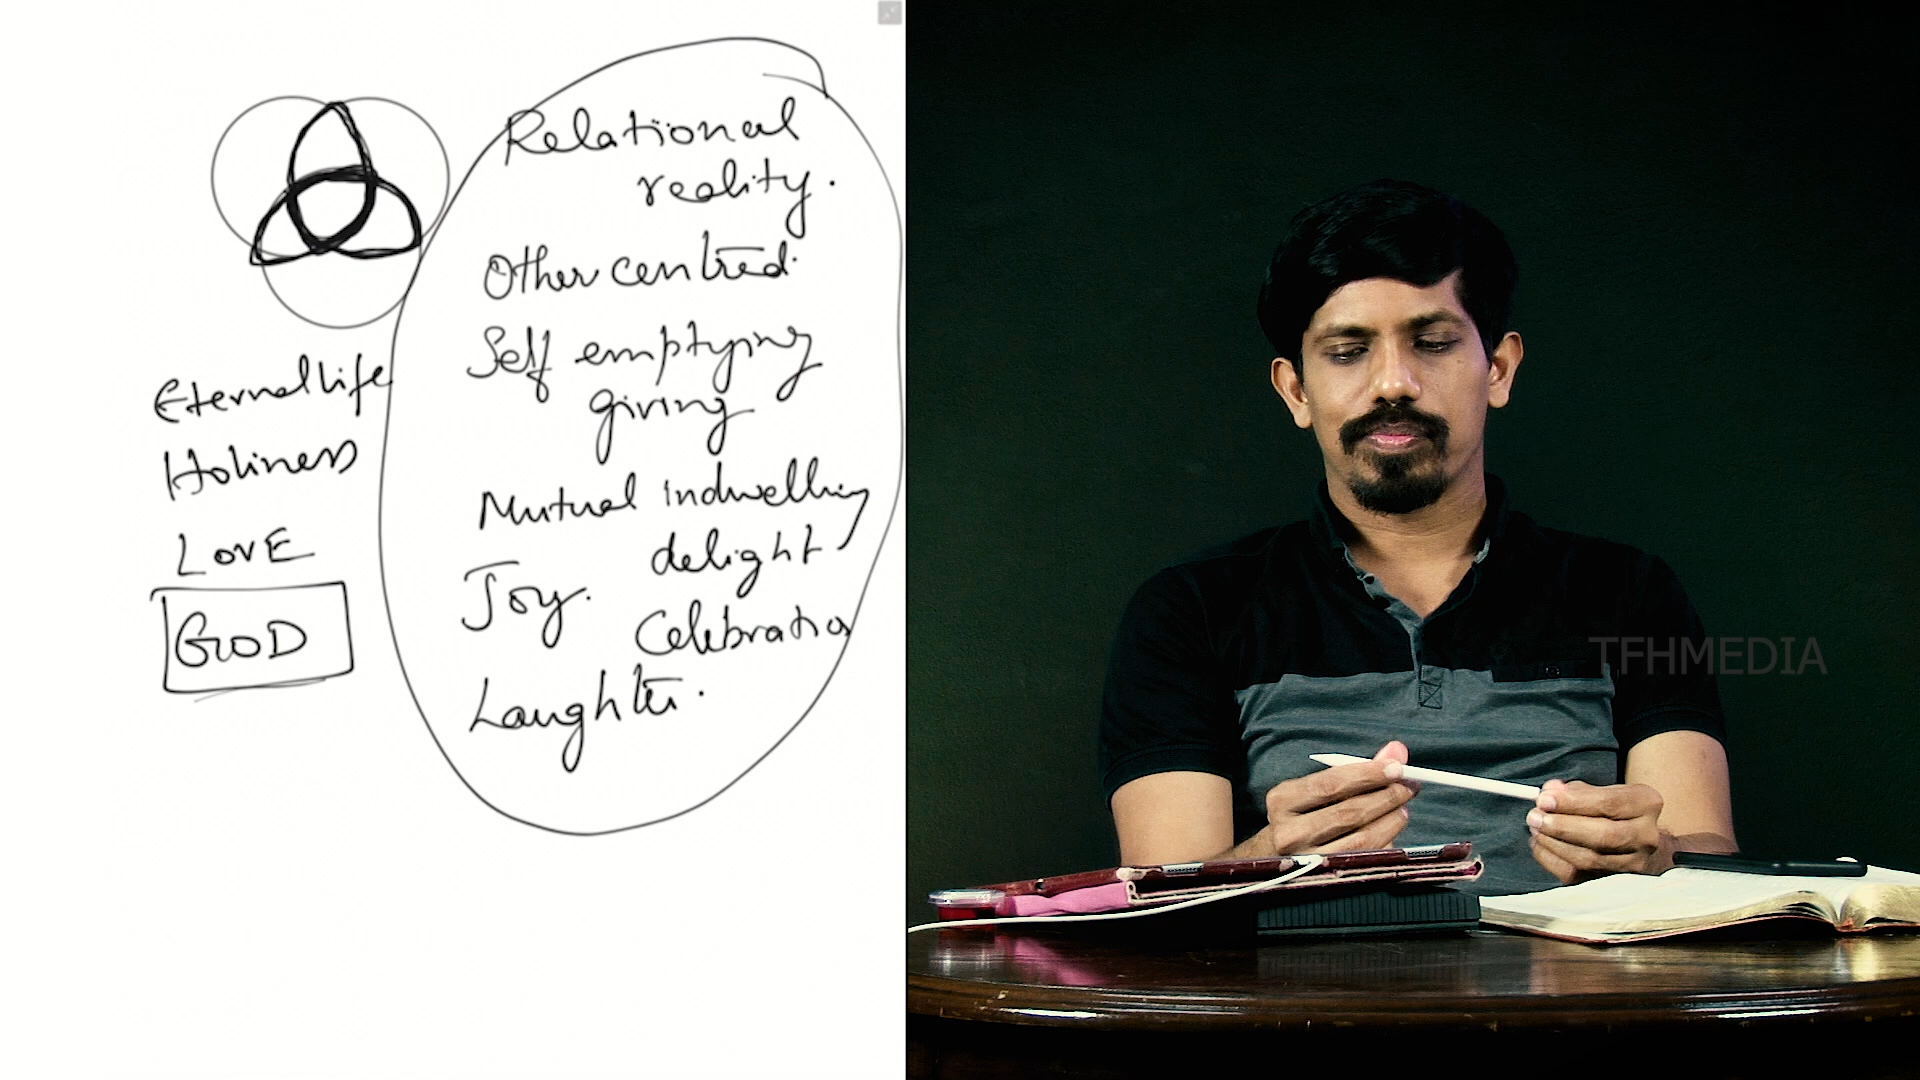 Relational
reality.
Other centred.
Self emptying
giving
Mutual indwelling
delight
Joy.
Celebration
Laughter.
Eternal life
Holiness
LOVE
GOD
TFHMEDIA